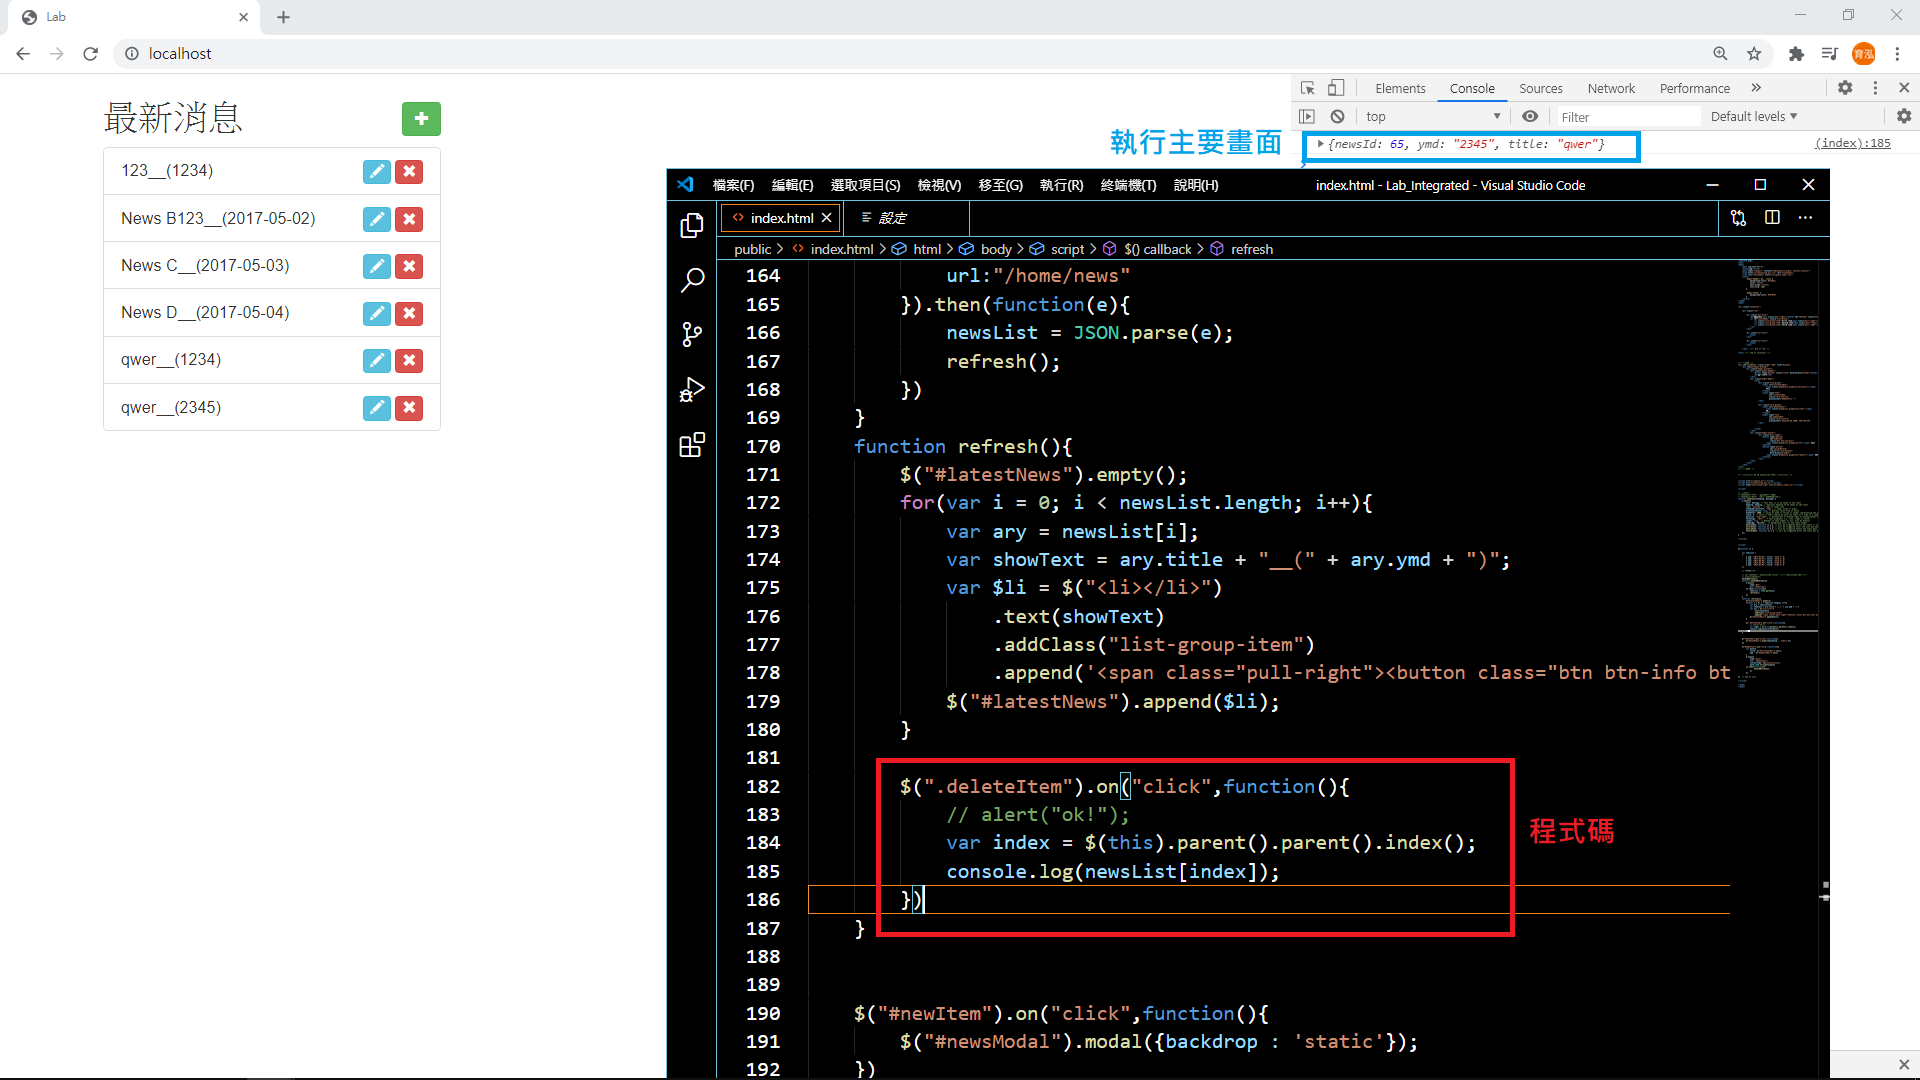 Lab
localhost
育泓
最新消息
123__(1234)
News B123__(2017-05-02)
News C__(2017-05-03)
News D__(2017-05-04)
qwer__(1234)
qwer__(2345)
Elements Console Sources Network Performance
top Filter Default levels
執行主要畫面
{newsId: 65, ymd: "2345", title: "qwer"} (index):185
檔案(F) 編輯(E) 選取項目(S) 檢視(V) 移至(G) 執行(R) 終端機(T) 說明(H) index.html - Lab_Integrated - Visual Studio Code
index.html 設定
public index.html html body script $() callback refresh
164 url:"/home/news"
165 }).then(function(e){
166 newsList = JSON.parse(e);
167 refresh();
168 })
169 }
170 function refresh(){
171 $("#latestNews").empty();
172 for(var i = 0; i < newsList.length; i++){
173 var ary = newsList[i];
174 var showText = ary.title + "__(" + ary.ymd + ")";
175 var $li = $("<li></li>")
176 .text(showText)
177 .addClass("list-group-item")
178 .append('<span class="pull-right"><button class="btn btn-info bt
179 $("#latestNews").append($li);
180 }
181
182 $(".deleteItem").on("click",function(){
183 // alert("ok!");
184 var index = $(this).parent().parent().index();
185 console.log(newsList[index]);
186 })
187 }
程式碼
188
189
190 $("#newItem").on("click",function(){
191 $("#newsModal").modal({backdrop : 'static'});
192 })